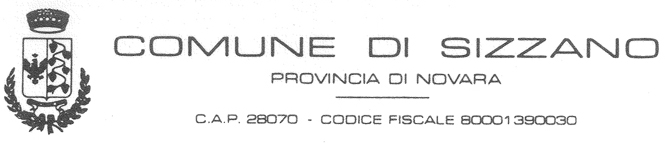 COMUNE DI SIZZANO
PROVINCIA DI NOVARA
C.A.P. 28070 - CODICE FISCALE 80001390030